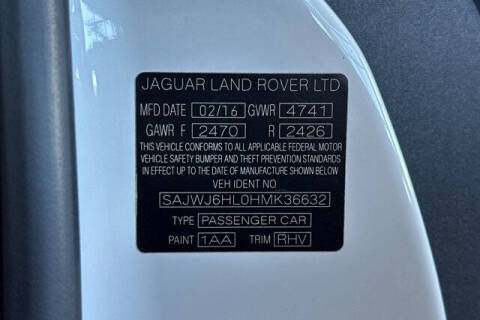 JAGUAR LAND ROVER LTD
MFD DATE 02/16 GVWR 4741
GAWR F 2470 R 2426
THIS VEHICLE CONFORMS TO ALL APPLICABLE FEDERAL MOTOR
VEHICLE SAFETY BUMPER AND THEFT PREVENTION STANDARDS
IN EFFECT UP TO THE DATE OF MANUFACTURE DETAILED BELOW.
VEH IDENT NO
SAJWJ6HL0HMK36632
TYPE PASSENGER CAR
PAINT 1AA TRIM RHV